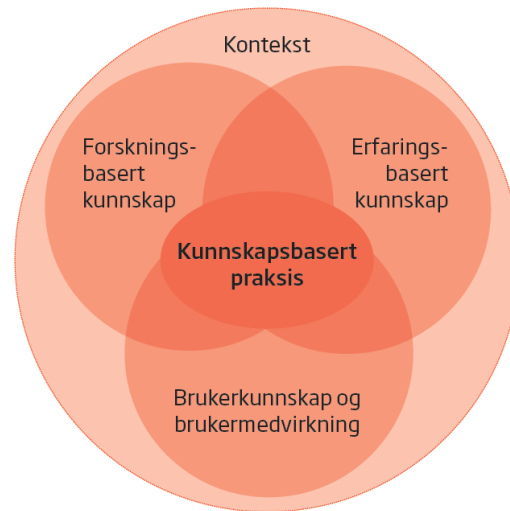 Kontekst
Forsknings-
basert
kunnskap
Erfarings-
basert
kunnskap
Kunnskapsbasert
praksis
Brukerkunnskap og
brukermedvirkning